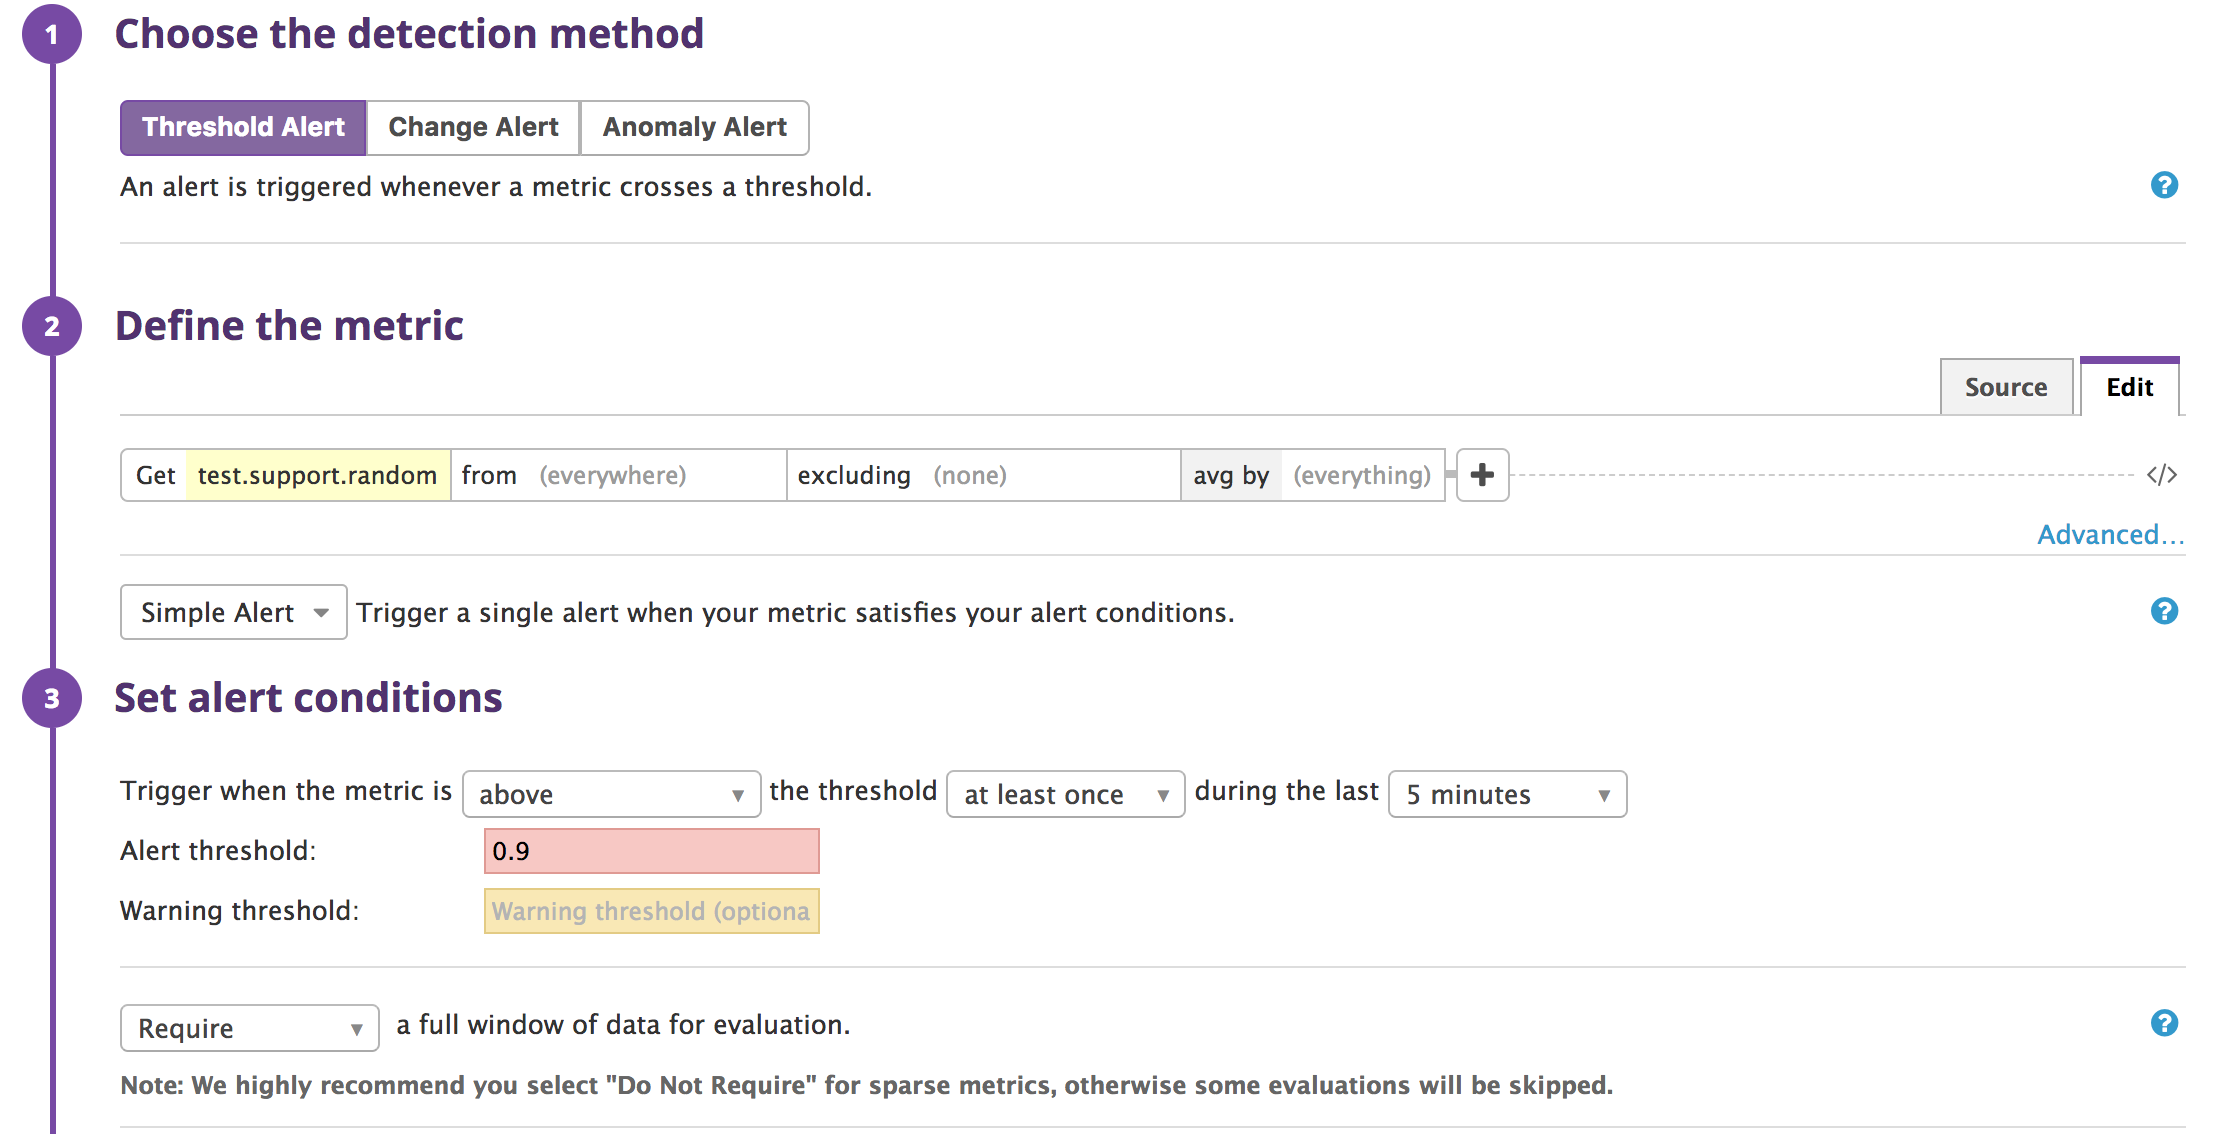 1 Choose the detection method
Threshold Alert Change Alert Anomaly Alert
An alert is triggered whenever a metric crosses a threshold. ?
2 Define the metric
Source Edit
Get test.support.random from (everywhere) excluding (none) avg by (everything) + </>
Advanced...
Simple Alert Trigger a single alert when your metric satisfies your alert conditions. ?
3 Set alert conditions
Trigger when the metric is above the threshold at least once during the last 5 minutes
Alert threshold: 0.9
Warning threshold: Warning threshold (optiona
Require a full window of data for evaluation. ?
Note: We highly recommend you select "Do Not Require" for sparse metrics, otherwise some evaluations will be skipped.